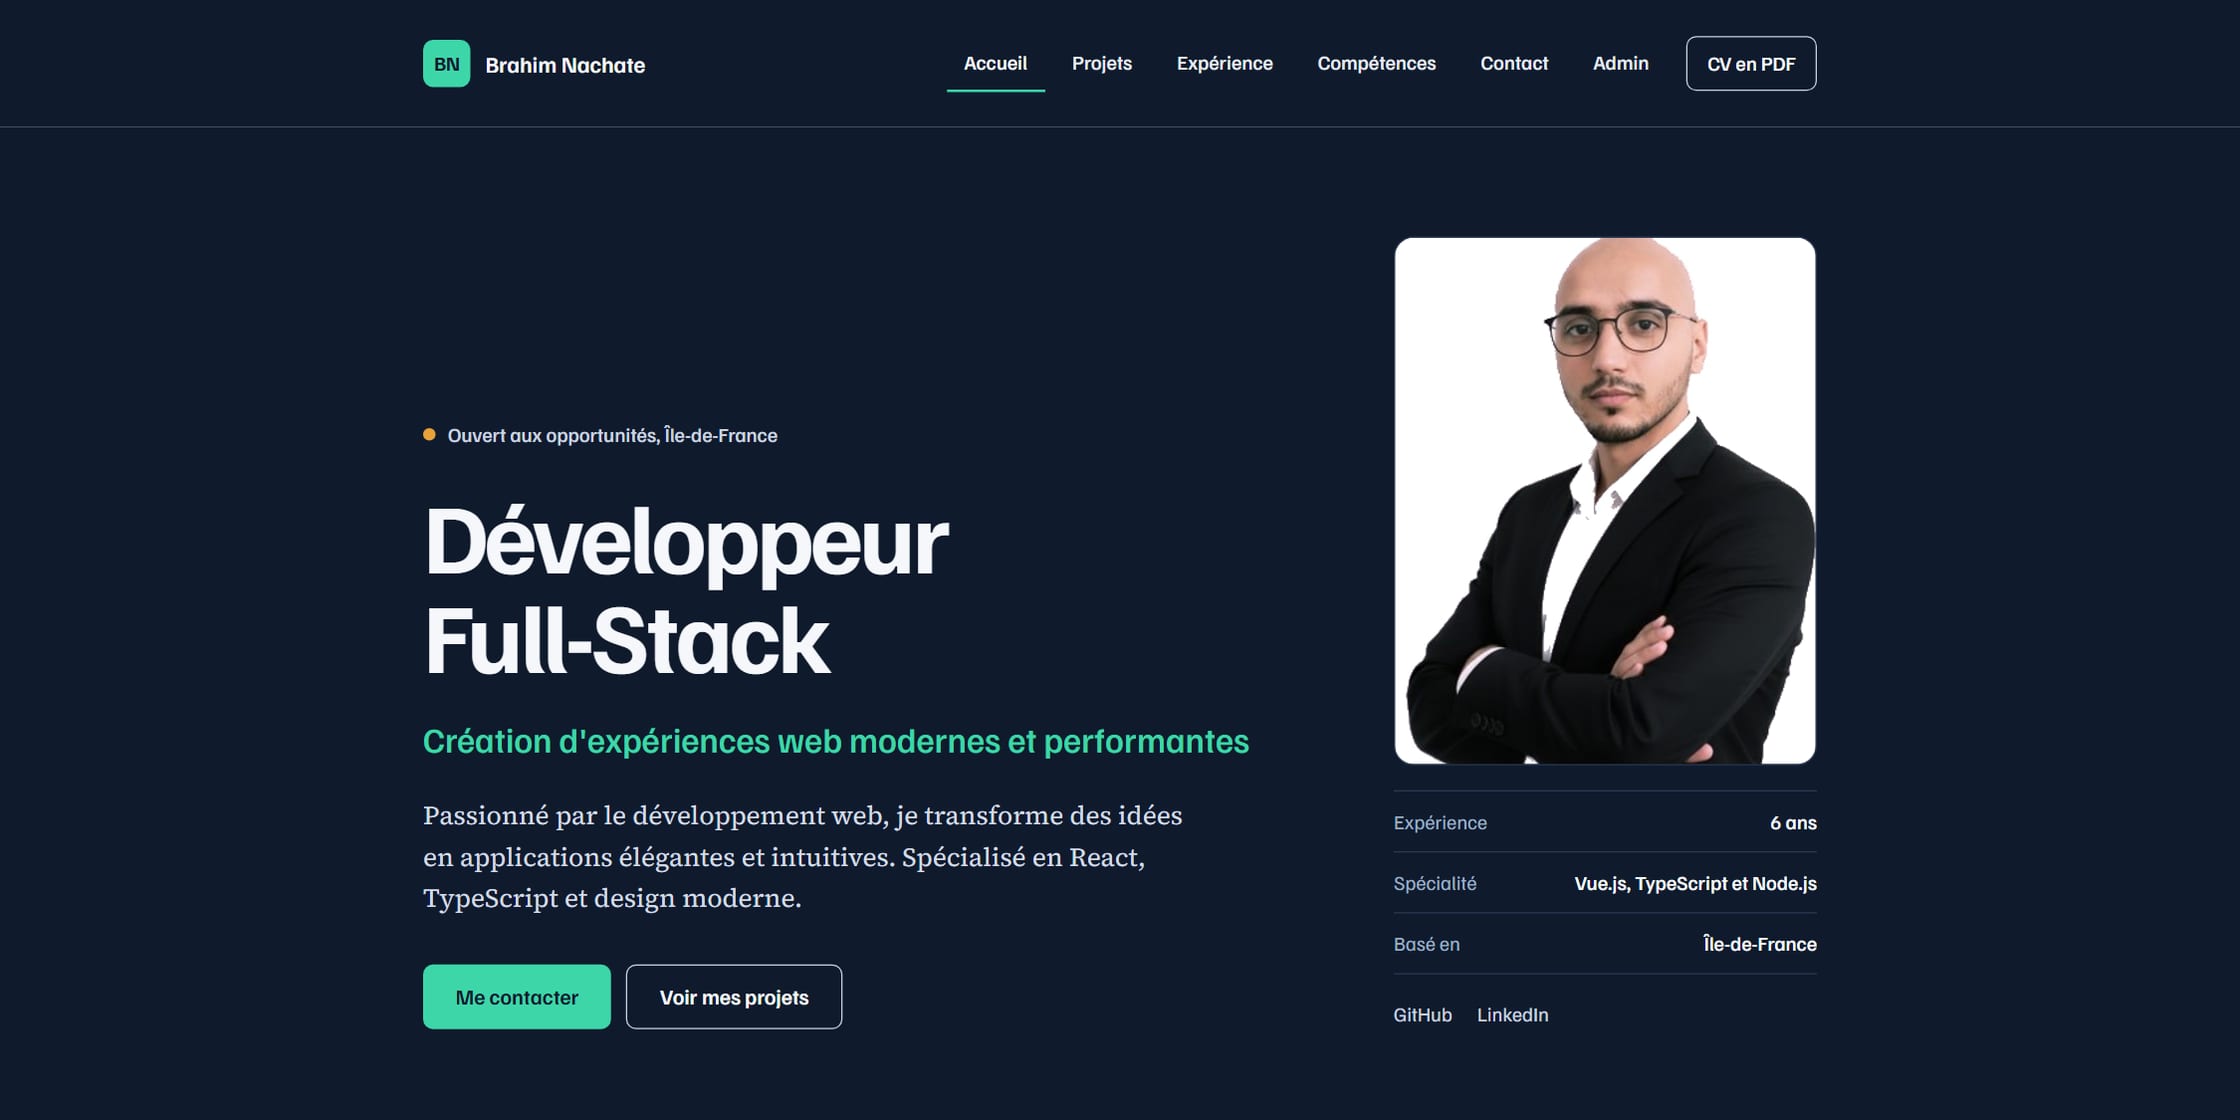 BN
Brahim Nachate
Accueil
Projets
Expérience
Compétences
Contact
Admin
CV en PDF
Ouvert aux opportunités, Île-de-France
Développeur
Full-Stack
Création d'expériences web modernes et performantes
Passionné par le développement web, je transforme des idées
en applications élégantes et intuitives. Spécialisé en React,
TypeScript et design moderne.
Me contacter
Voir mes projets
Expérience 6 ans
Spécialité Vue.js, TypeScript et Node.js
Basé en Île-de-France
GitHub LinkedIn